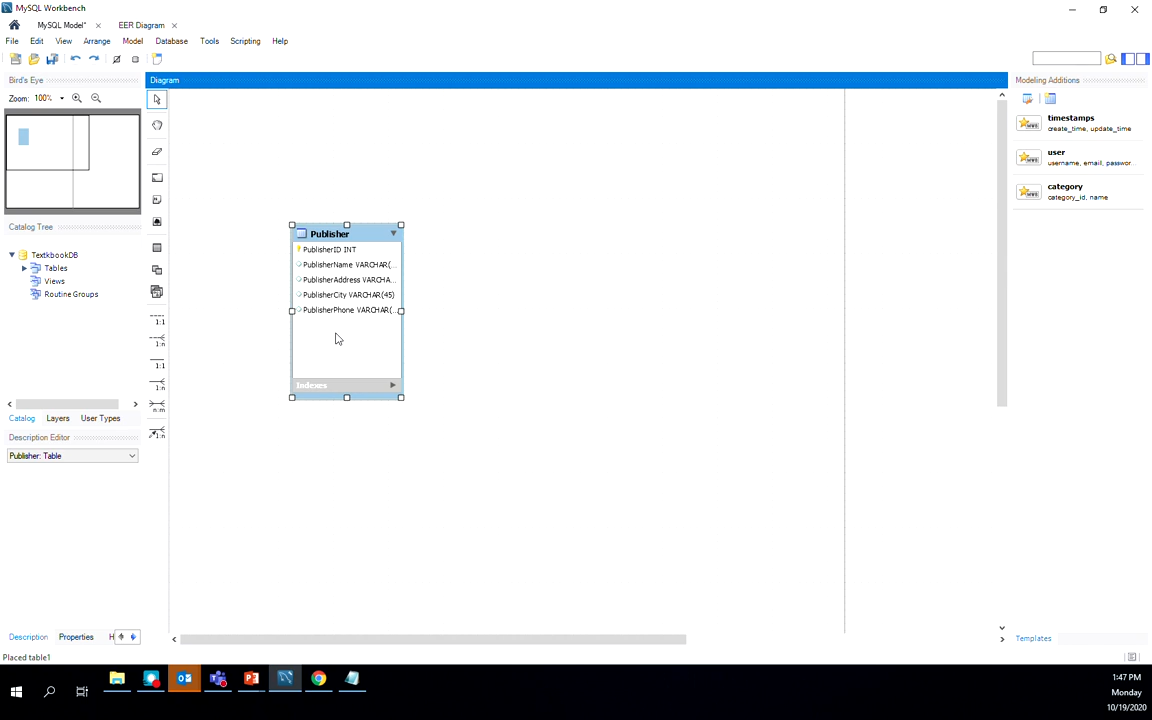 MySQL Workbench
MySQL Model* × EER Diagram ×
File Edit View Arrange Model Database Tools Scripting Help
Bird's Eye
Diagram
Modeling Additions
Zoom: 100%
timestamps
create_time, update_time
user
username, email, passwor..
category
category_id, name
Catalog Tree
TextkbookDB
Tables
Views
Routine Groups
Publisher
PublisherID INT
PublisherName VARCHAR(...
PublisherAddress VARCHA...
PublisherCity VARCHAR(45)
PublisherPhone VARCHAR(...
Indexes
1:1
1:n
1:1
1:n
n:m
1:n
Catalog Layers User Types
Description Editor
Publisher: Table
Description Properties H
Templates
Placed table1
1:47 PM
Monday
10/19/2020